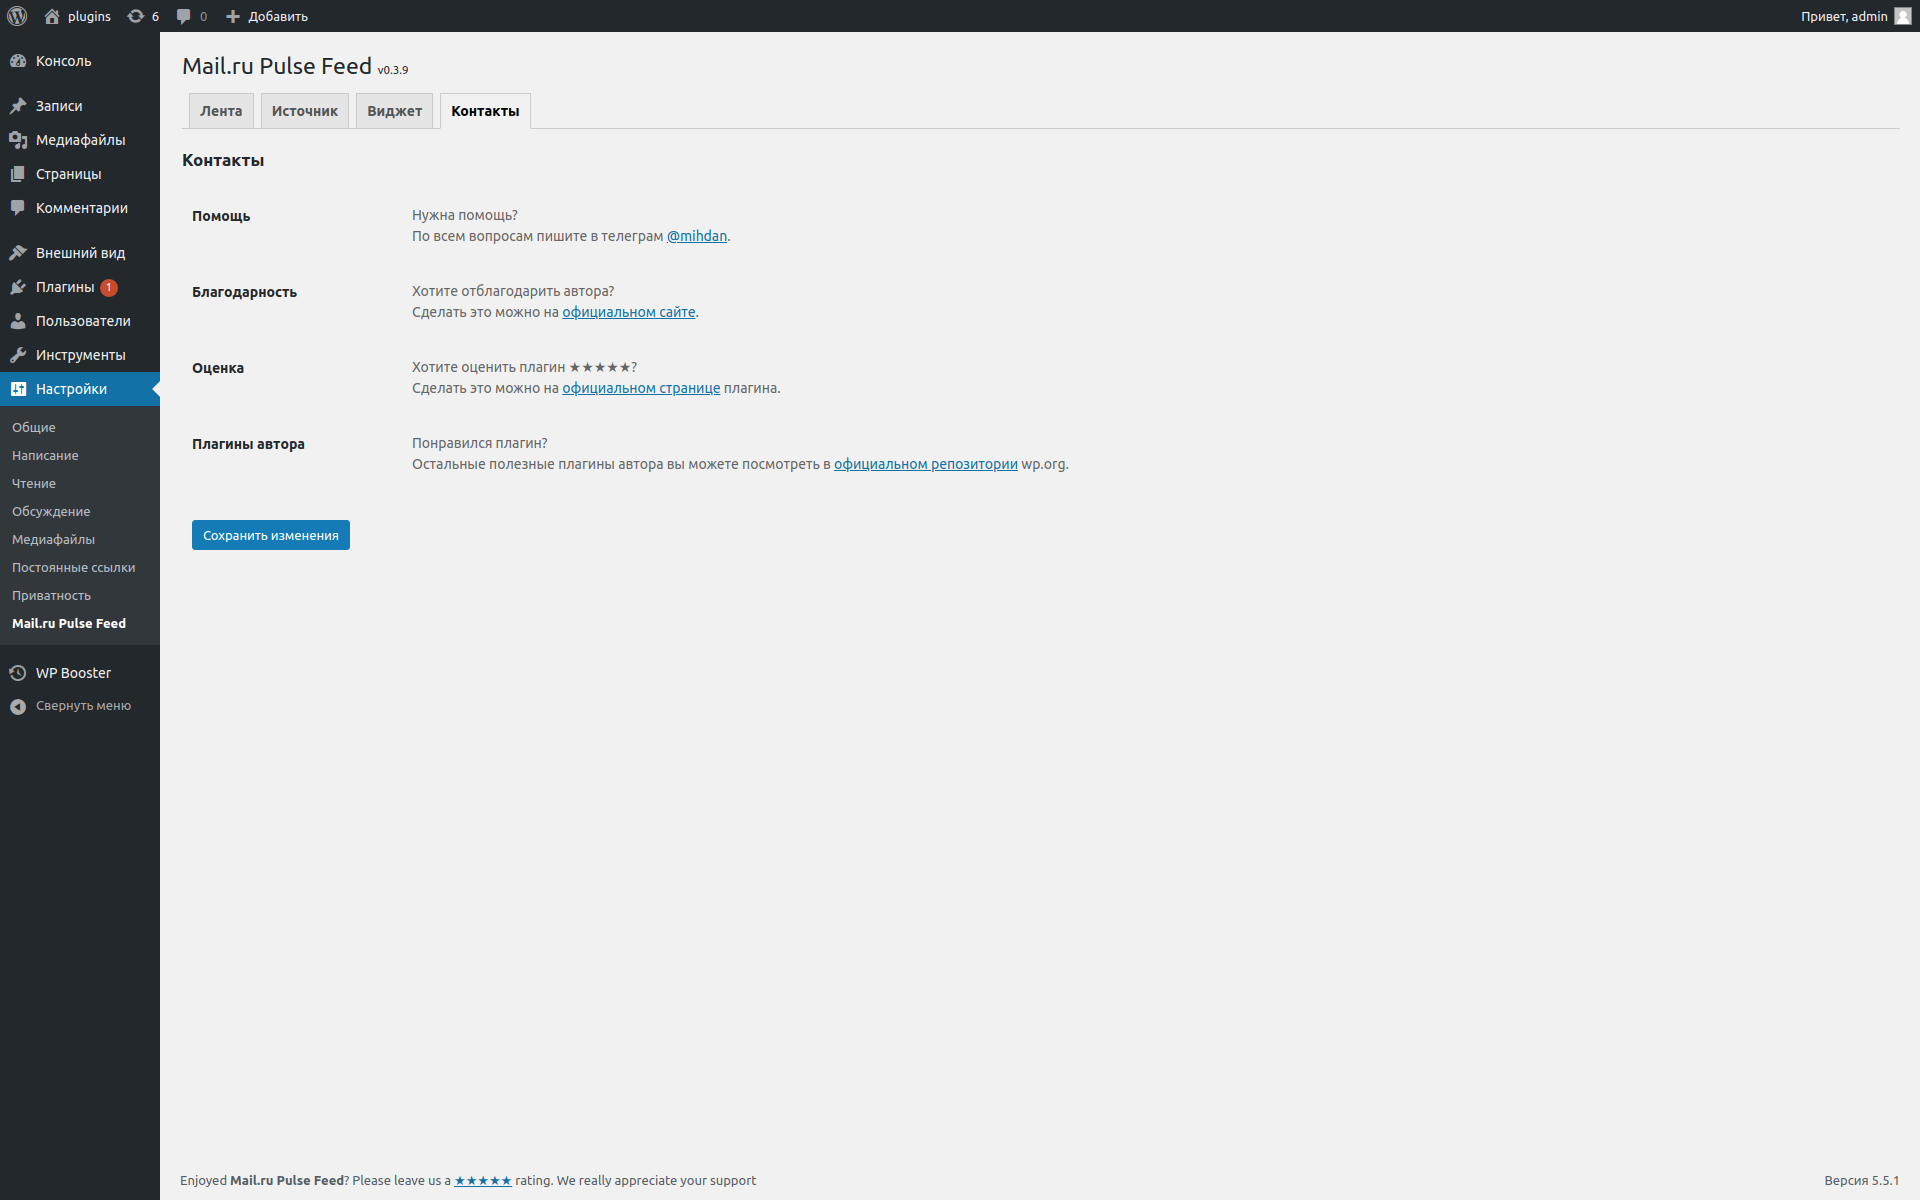 plugins 6 0 Добавить Привет, admin
Консоль
Записи
Медиафайлы
Страницы
Комментарии
Внешний вид
Плагины 1
Пользователи
Инструменты
Настройки
Общие
Написание
Чтение
Обсуждение
Медиафайлы
Постоянные ссылки
Приватность
Mail.ru Pulse Feed
WP Booster
Свернуть меню
Mail.ru Pulse Feed v0.3.9
Лента Источник Виджет Контакты
Контакты
Помощь
Нужна помощь?
По всем вопросам пишите в телеграм @mihdan.
Благодарность
Хотите отблагодарить автора?
Сделать это можно на официальном сайте.
Оценка
Хотите оценить плагин ★★★★★?
Сделать это можно на официальном странице плагина.
Плагины автора
Понравился плагин?
Остальные полезные плагины автора вы можете посмотреть в официальном репозитории wp.org.
Сохранить изменения
Enjoyed Mail.ru Pulse Feed? Please leave us a ★★★★★ rating. We really appreciate your support
Версия 5.5.1